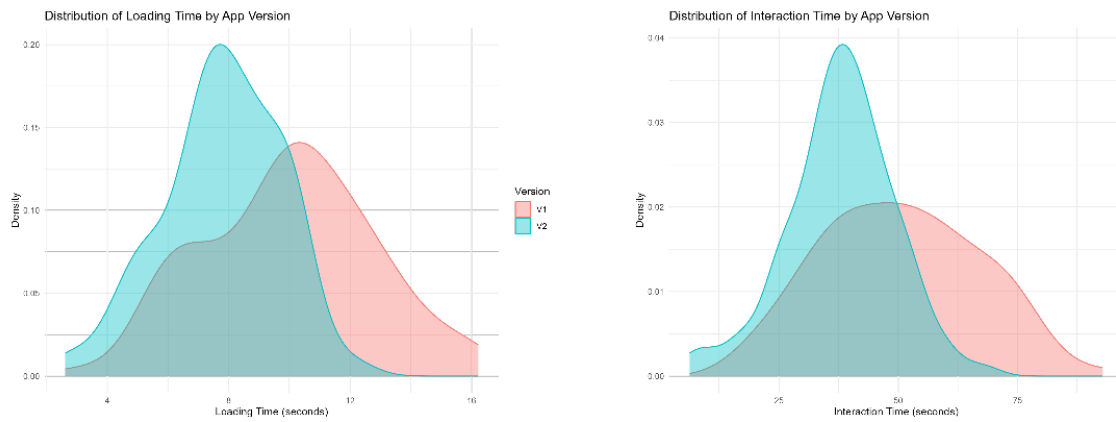 Distribution of Loading Time by App Version
0.20
0.15
0.10
0.05
0.00
Density
4
8
12
16
Loading Time (seconds)
Version
V1
V2
Distribution of Interaction Time by App Version
0.04
0.03
0.02
0.01
0.00
Density
25
50
75
Interaction Time (seconds)